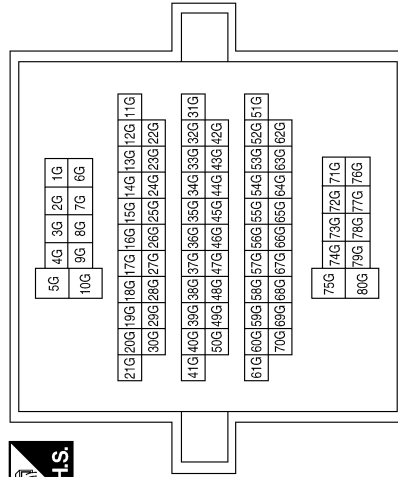 H.S.
5G 4G 3G 2G 1G
10G 9G 8G 7G 6G
21G 20G 19G 18G 17G 16G 15G 14G 13G 12G 11G
30G 29G 28G 27G 26G 25G 24G 23G 22G
41G 40G 39G 38G 37G 36G 35G 34G 33G 32G 31G
50G 49G 48G 47G 46G 45G 44G 43G 42G
61G 60G 59G 58G 57G 56G 55G 54G 53G 52G 51G
70G 69G 68G 67G 66G 65G 64G 63G 62G
75G 74G 73G 72G 71G
80G 79G 78G 77G 76G